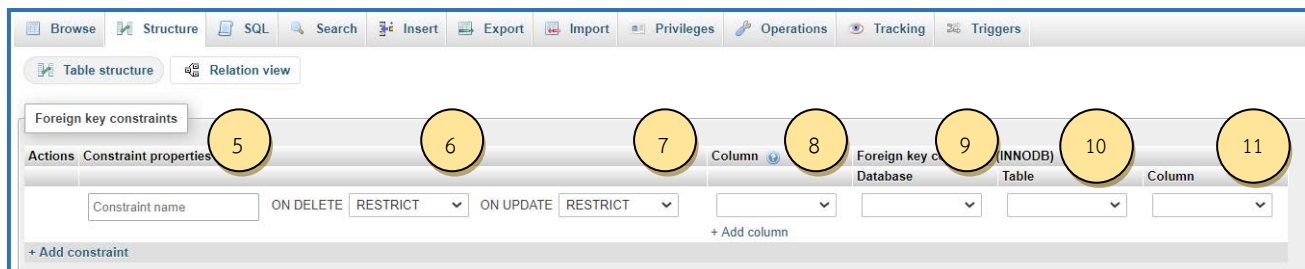 Browse Structure SQL Search Insert Export Import Privileges Operations Tracking Triggers
Table structure Relation view
Foreign key constraints
5 6 7 8 9 10 11
Actions Constraint properties Column Foreign key c (INNODB)
Database Table Column
Constraint name ON DELETE RESTRICT ON UPDATE RESTRICT
+ Add column
+ Add constraint